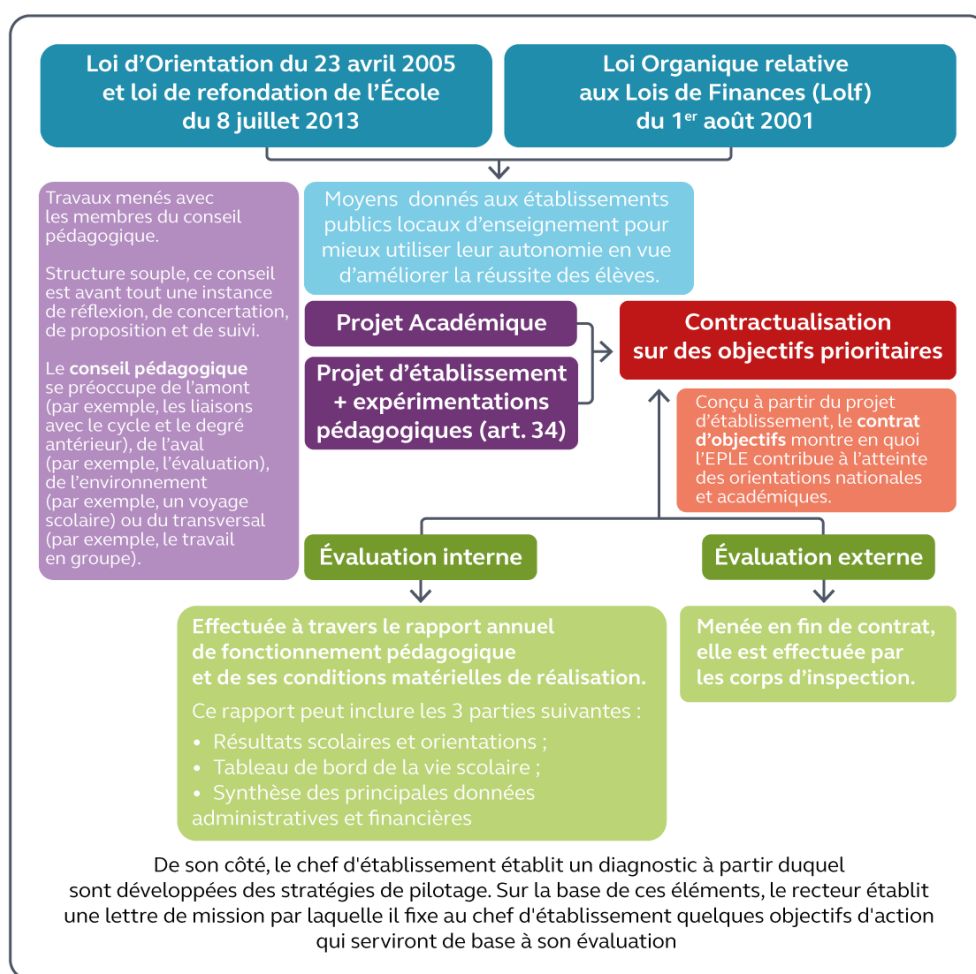 Loi d'Orientation du 23 avril 2005
et loi de refondation de l'École
du 8 juillet 2013
Loi Organique relative
aux Lois de Finances (Lolf)
du 1er août 2001
Travaux menés avec
les membres du conseil
pédagogique.
Structure souple, ce conseil
est avant tout une instance
de réflexion, de concertation,
de proposition et de suivi.
Le conseil pédagogique
se préoccupe de l'amont
(par exemple, les liaisons
avec le cycle et le degré
antérieur), de l'aval
(par exemple, l'évaluation),
de l'environnement
(par exemple, un voyage
scolaire) ou du transversal
(par exemple, le travail
en groupe).
Moyens donnés aux établissements
publics locaux d'enseignement pour
mieux utiliser leur autonomie en vue
d'améliorer la réussite des élèves.
Projet Académique
Projet d'établissement
+ expérimentations
pédagogiques (art. 34)
Contractualisation
sur des objectifs prioritaires
Conçu à partir du projet
d'établissement, le contrat
d'objectifs montre en quoi
l'EPLE contribue à l'atteinte
des orientations nationales
et académiques.
Évaluation interne
Évaluation externe
Effectuée à travers le rapport annuel
de fonctionnement pédagogique
et de ses conditions matérielles de réalisation.
Ce rapport peut inclure les 3 parties suivantes :
• Résultats scolaires et orientations ;
• Tableau de bord de la vie scolaire ;
• Synthèse des principales données
administratives et financières
Menée en fin de contrat,
elle est effectuée par
les corps d'inspection.
De son côté, le chef d'établissement établit un diagnostic à partir duquel
sont développées des stratégies de pilotage. Sur la base de ces éléments, le recteur établit
une lettre de mission par laquelle il fixe au chef d'établissement quelques objectifs d'action
qui serviront de base à son évaluation